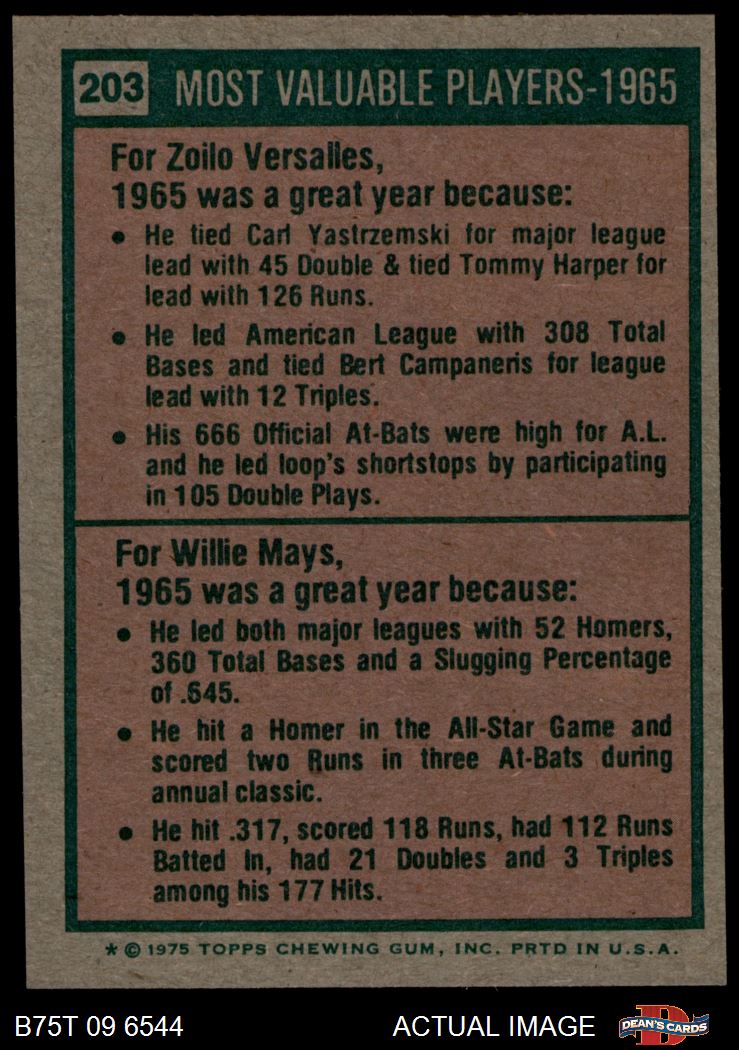 203 MOST VALUABLE PLAYERS-1965
For Zoilo Versalles,
1965 was a great year because:
● He tied Carl Yastrzemski for major league
lead with 45 Double & tied Tommy Harper for
lead with 126 Runs.
● He led American League with 308 Total
Bases and tied Bert Campaneris for league
lead with 12 Triples.
● His 666 Official At-Bats were high for A.L.
and he led loop's shortstops by participating
in 105 Double Plays.
For Willie Mays,
1965 was a great year because:
● He led both major leagues with 52 Homers,
360 Total Bases and a Slugging Percentage
of .645.
● He hit a Homer in the All-Star Game and
scored two Runs in three At-Bats during
annual classic.
● He hit .317, scored 118 Runs, had 112 Runs
Batted In, had 21 Doubles and 3 Triples
among his 177 Hits.
* © 1975 TOPPS CHEWING GUM, INC. PRTD IN U.S.A.
B75T 09 6544 ACTUAL IMAGE D DEAN'S CARDS